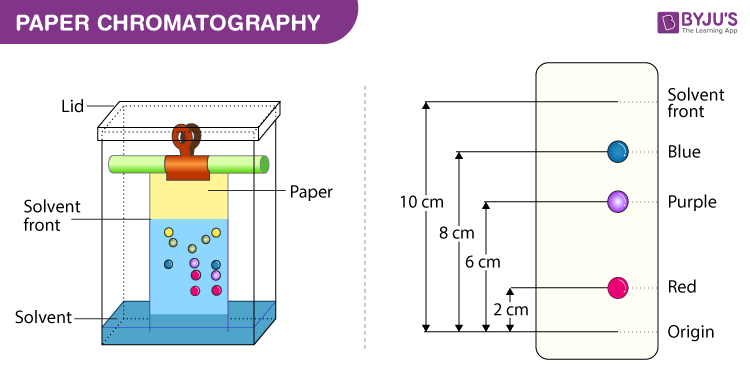 PAPER CHROMATOGRAPHY
BYJU'S
The Learning App
Lid
Paper
Solvent
front
Solvent
Solvent
front
Blue
Purple
Red
Origin
10 cm
8 cm
6 cm
2 cm